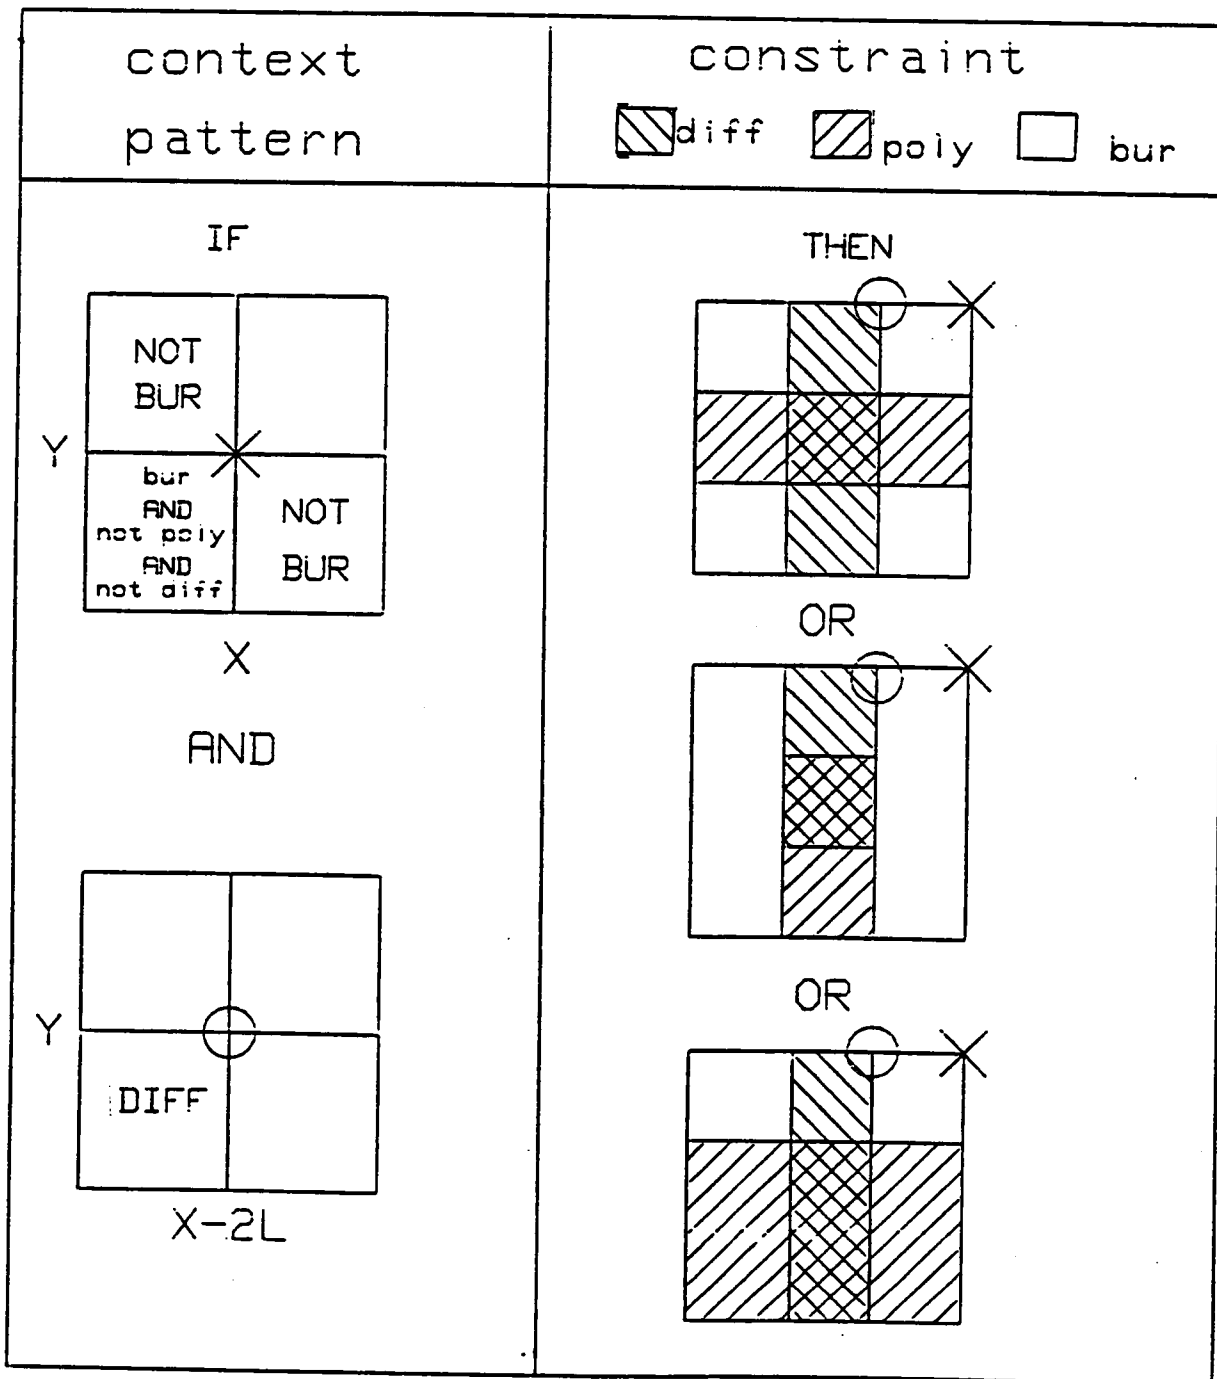 context
pattern
constraint
diff poly bur
IF
NOT
BUR
Y
bur
AND
not poly
AND
not diff
NOT
BUR
X
AND
Y
DIFF
X-2L
THEN
OR
OR